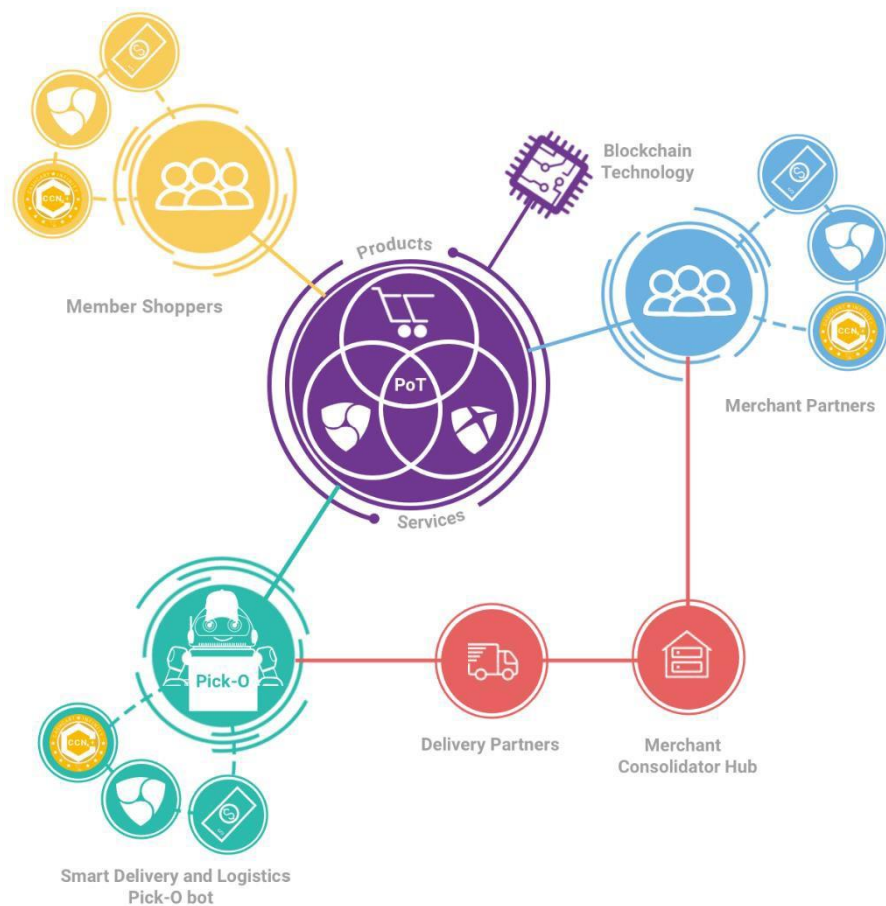 Blockchain
Technology
Products
Member Shoppers
PoT
Merchant Partners
Services
Pick-O
Delivery Partners
Merchant
Consolidator Hub
Smart Delivery and Logistics
Pick-O bot
CCN
CCN
CCN